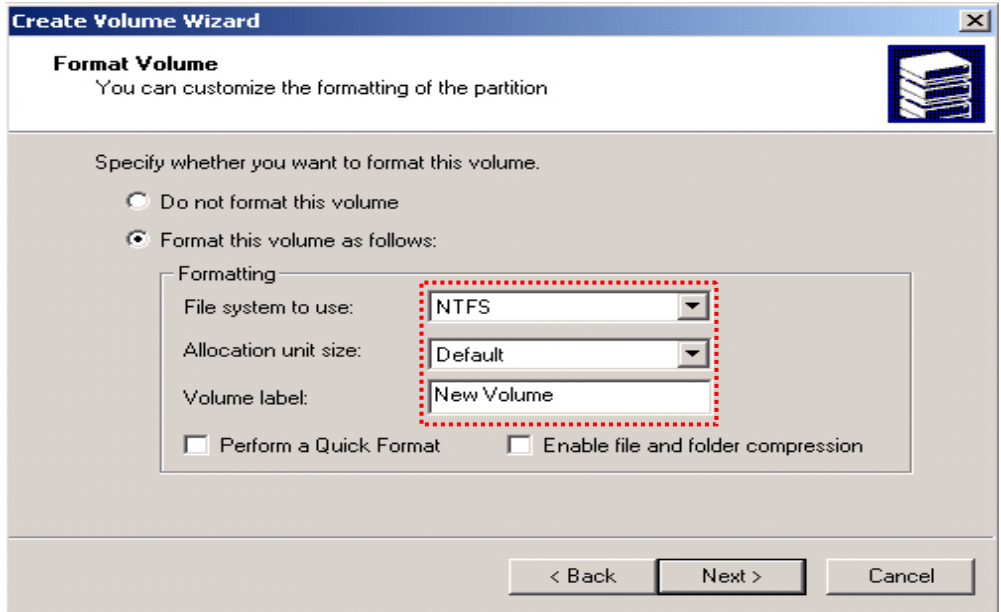 Create Volume Wizard
Format Volume
You can customize the formatting of the partition
Specify whether you want to format this volume.
Do not format this volume
Format this volume as follows:
Formatting
File system to use: NTFS
Allocation unit size: Default
Volume label: New Volume
Perform a Quick Format Enable file and folder compression
< Back Next > Cancel